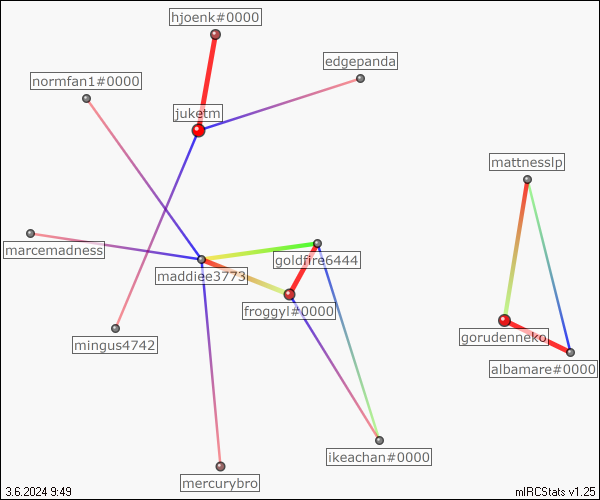 hjoenk#0000
edgepanda
normfan1#0000
juketm
mattnesslp
marcemadness
goldfire6444
maddiee3773
froggyl#0000
gorudenneko
mingus4742
albamare#0000
ikeachan#0000
mercurybro
3.6.2024 9:49
mIRCStats v1.25